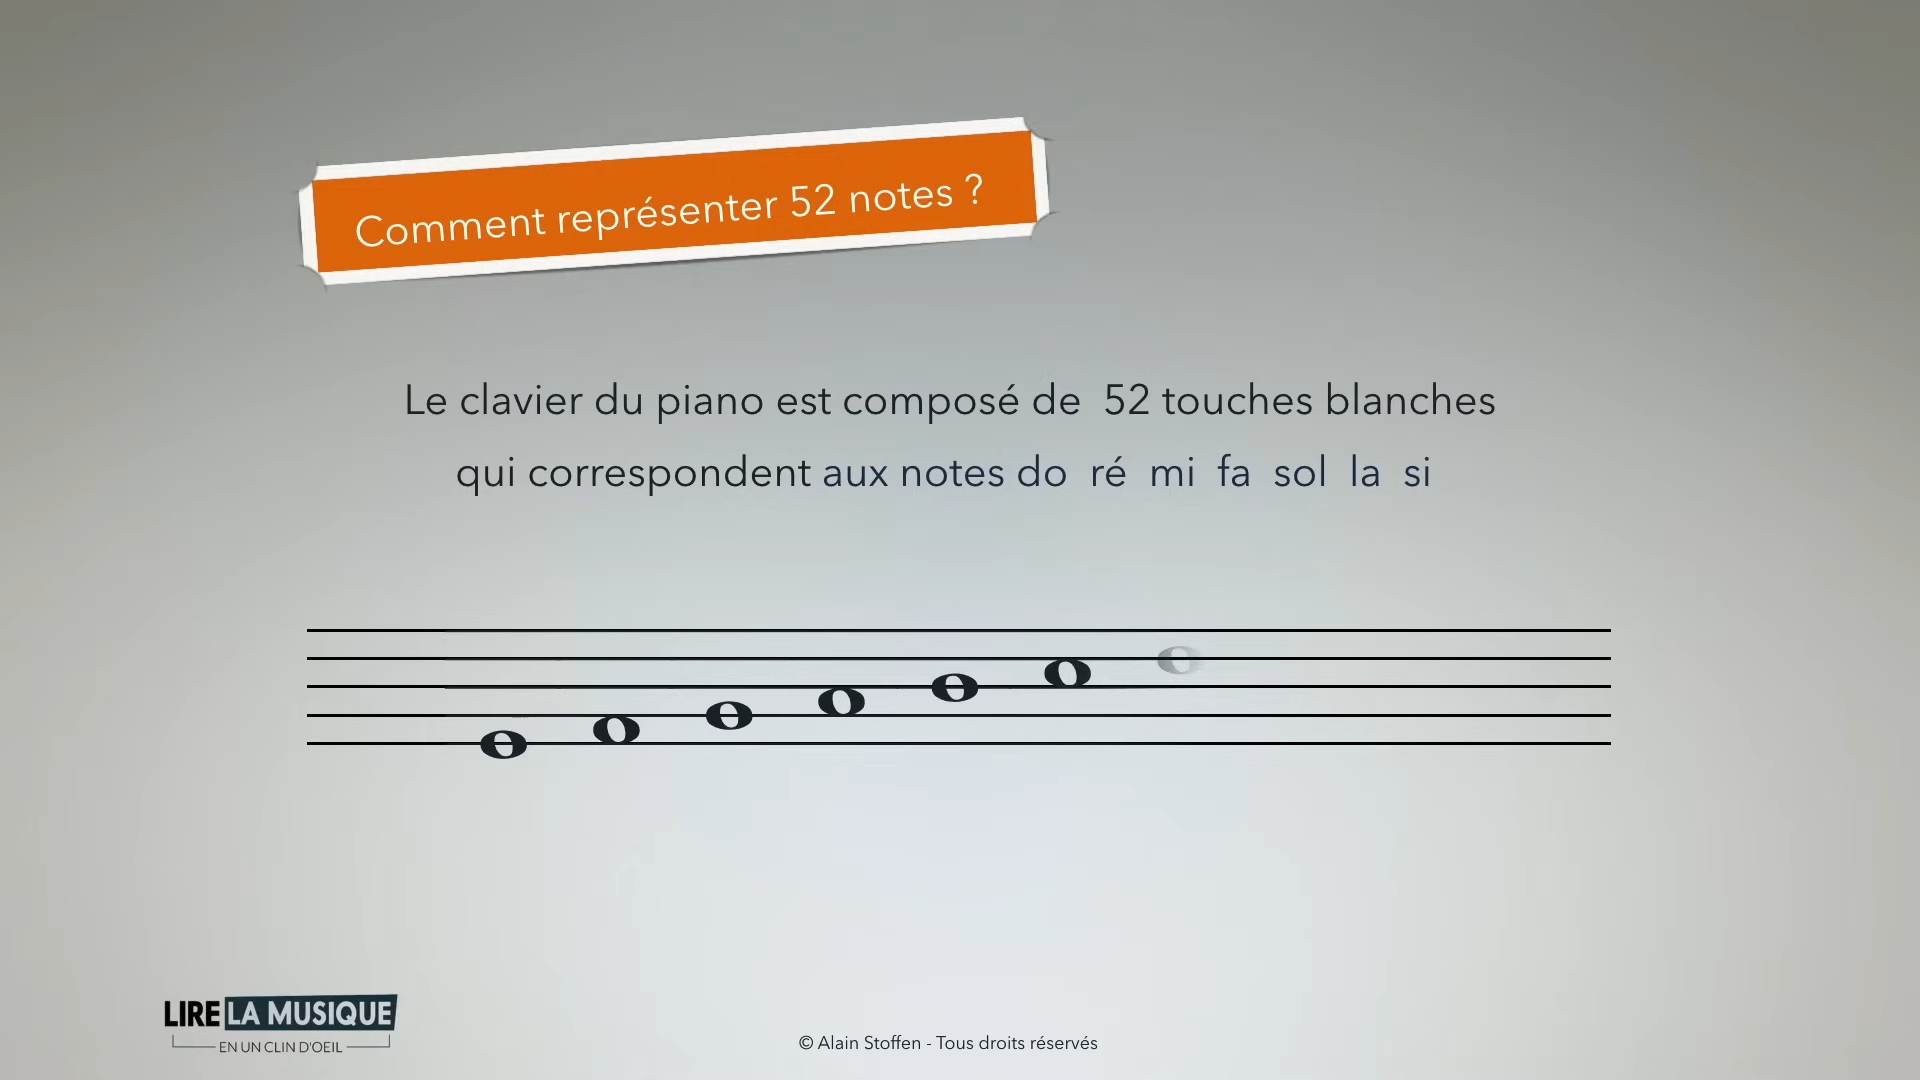 Comment représenter 52 notes ?
Le clavier du piano est composé de 52 touches blanches
qui correspondent aux notes do ré mi fa sol la si
LIRE LA MUSIQUE
EN UN CLIN D'OEIL
© Alain Stoffen - Tous droits réservés